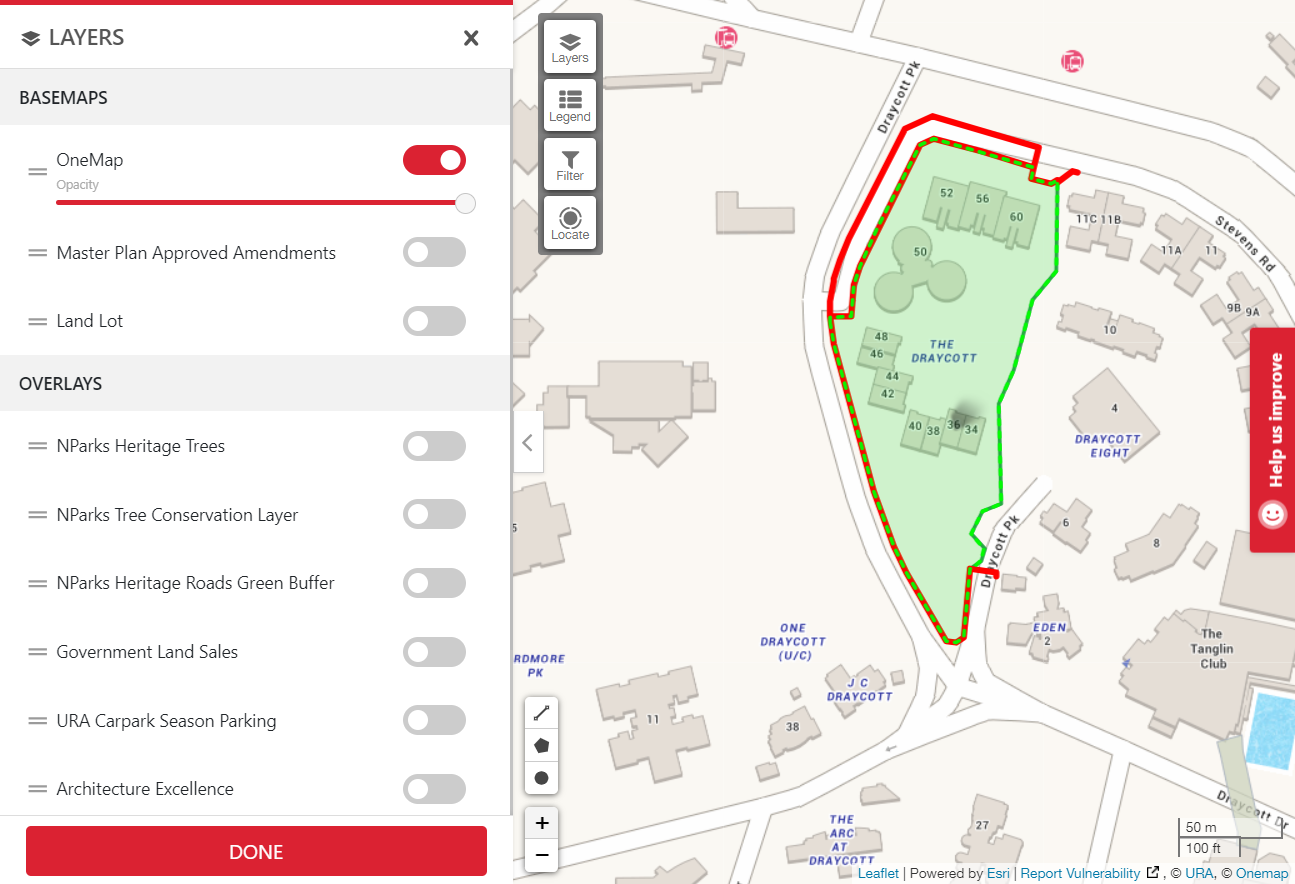 LAYERS
BASEMAPS
OneMap
Opacity
Master Plan Approved Amendments
Land Lot
OVERLAYS
NParks Heritage Trees
NParks Tree Conservation Layer
NParks Heritage Roads Green Buffer
Government Land Sales
URA Carpark Season Parking
Architecture Excellence
DONE
Layers
Legend
Filter
Locate
Draycott Pk
52
56
60
50
11C
11B
11A
11
Stevens Rd
9B
9A
10
48
46
44
42
THE
DRAYCOTT
40
38
36
34
4
DRAYCOTT
EIGHT
Help us improve
5
6
8
Draycott Pk
EDEN
2
The
Tanglin
Club
ONE
DRAYCOTT
(U/C)
RDMORE
PK
J C
DRAYCOTT
11
38
27
THE
ARC
AT
DRAYCOTT
Draycott Dr
+
−
50 m
100 ft
Leaflet | Powered by Esri | Report Vulnerability , © URA, © Onemap